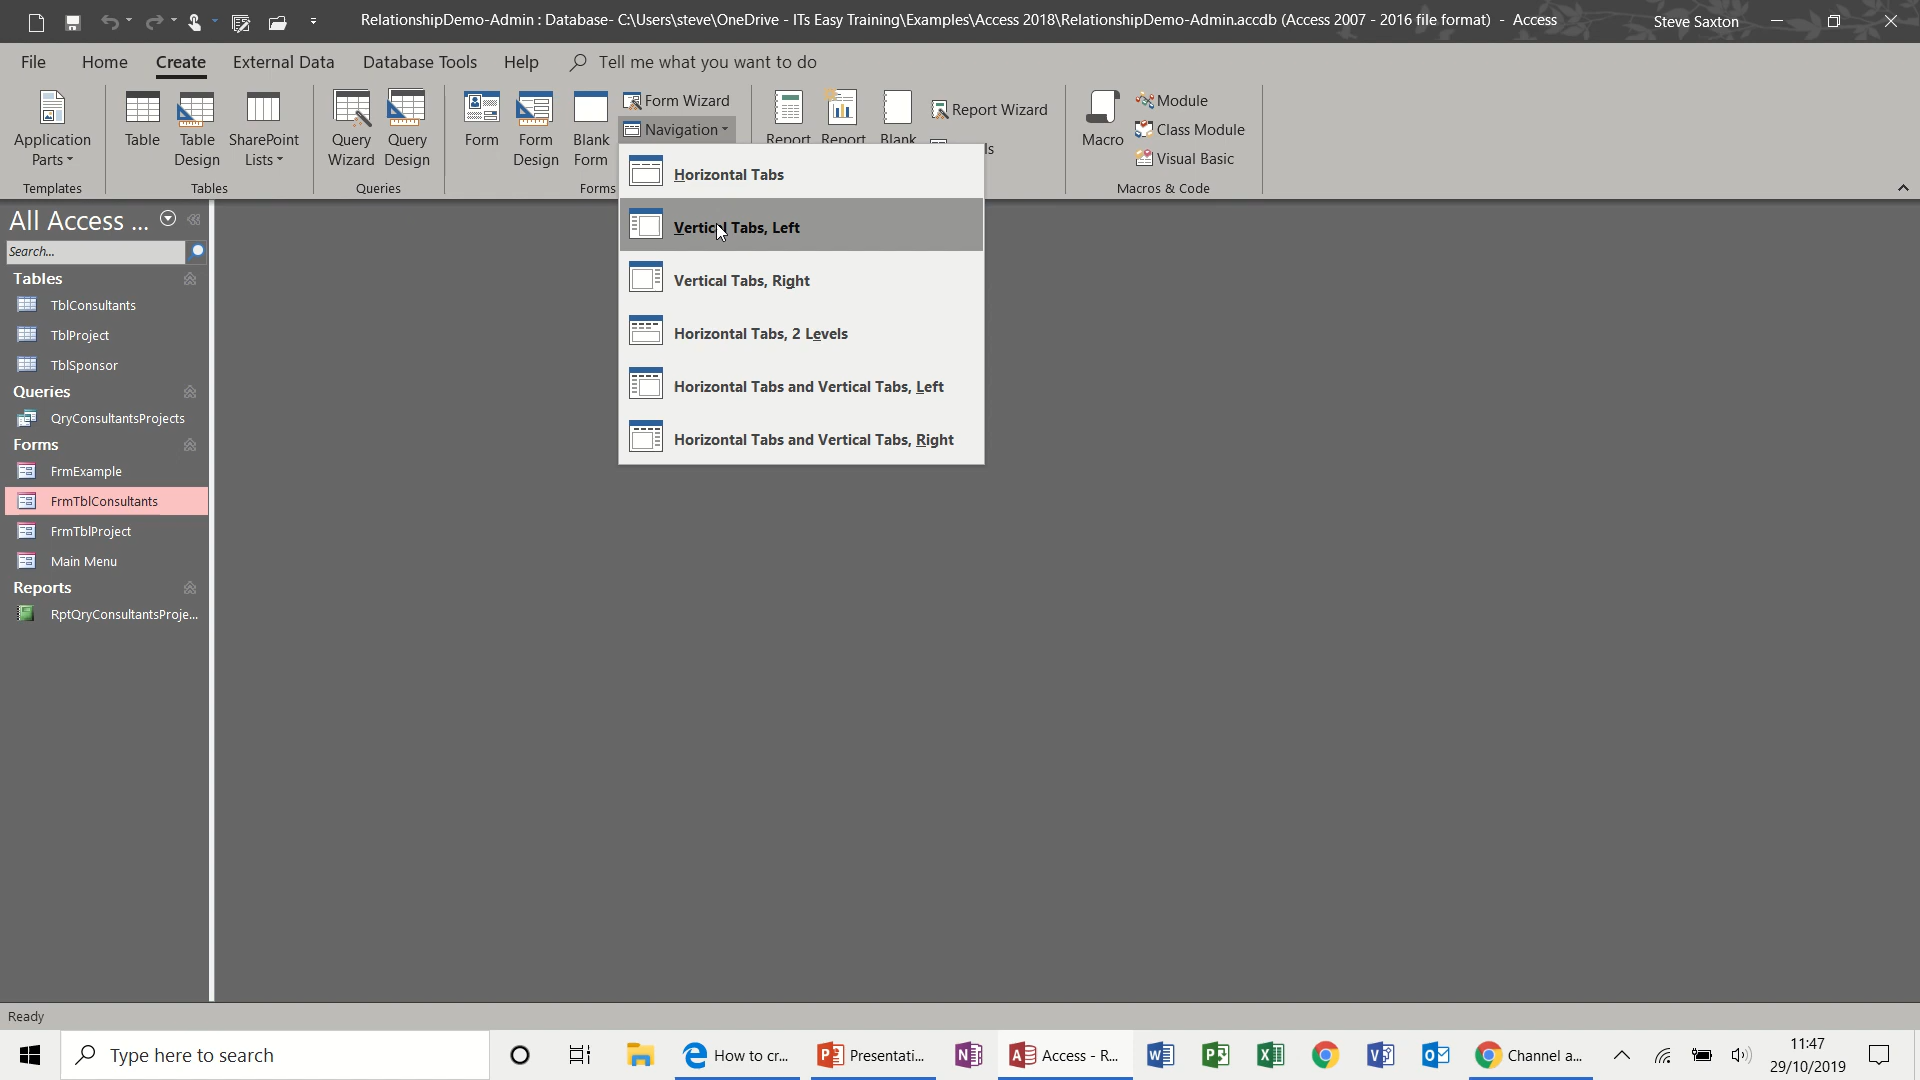 RelationshipDemo-Admin : Database- C:\Users\steve\OneDrive - ITs Easy Training\Examples\Access 2018\RelationshipDemo-Admin.accdb (Access 2007 - 2016 file format) - Access
Steve Saxton
File
Home
Create
External Data
Database Tools
Help
Tell me what you want to do
Application
Parts
Templates
Table
Table
Design
SharePoint
Lists
Tables
Query
Wizard
Query
Design
Queries
Form
Form
Design
Blank
Form
Form Wizard
Navigation
Forms
Report
Report
Blank
Report Wizard
Macro
Module
Class Module
Visual Basic
Macros & Code
Horizontal Tabs
Vertical Tabs, Left
Vertical Tabs, Right
Horizontal Tabs, 2 Levels
Horizontal Tabs and Vertical Tabs, Left
Horizontal Tabs and Vertical Tabs, Right
All Access ...
Search...
Tables
TblConsultants
TblProject
TblSponsor
Queries
QryConsultantsProjects
Forms
FrmExample
FrmTblConsultants
FrmTblProject
Main Menu
Reports
RptQryConsultantsProje...
Ready
Type here to search
How to cr...
Presentati...
Access - R...
Channel a...
11:47
29/10/2019